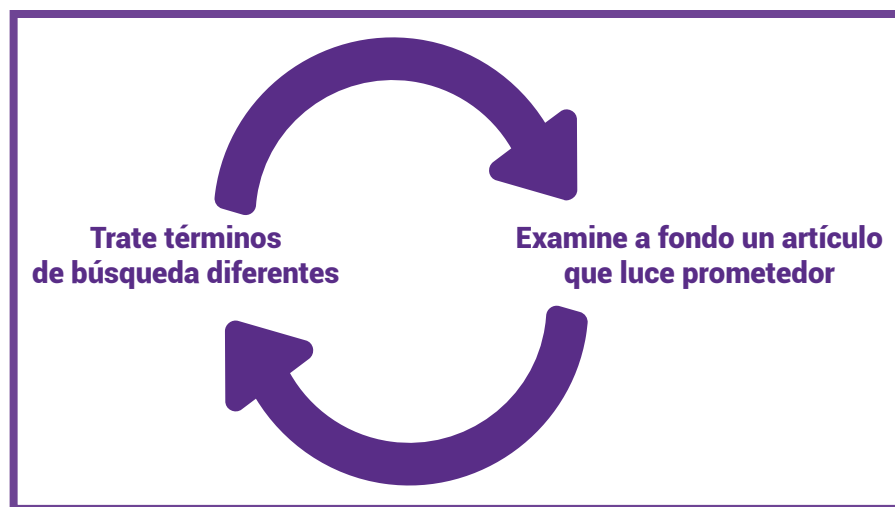 Trate términos
de búsqueda diferentes
Examine a fondo un artículo
que luce prometedor